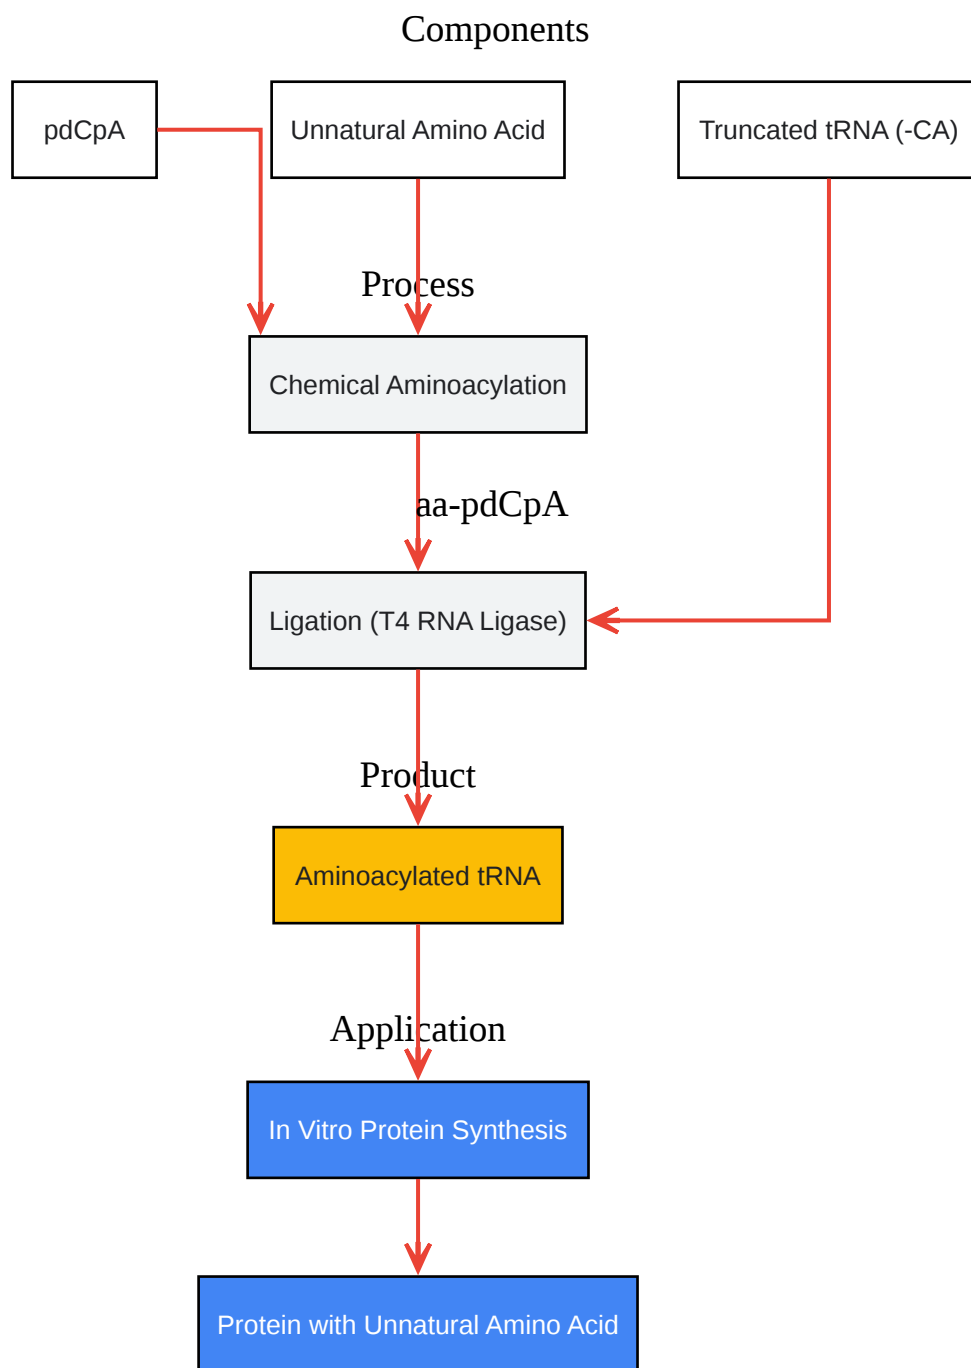 Components
pdCpA
Unnatural Amino Acid
Truncated tRNA (-CA)
Process
Chemical Aminoacylation
aa-pdCpA
Ligation (T4 RNA Ligase)
Product
Aminoacylated tRNA
Application
In Vitro Protein Synthesis
Protein with Unnatural Amino Acid